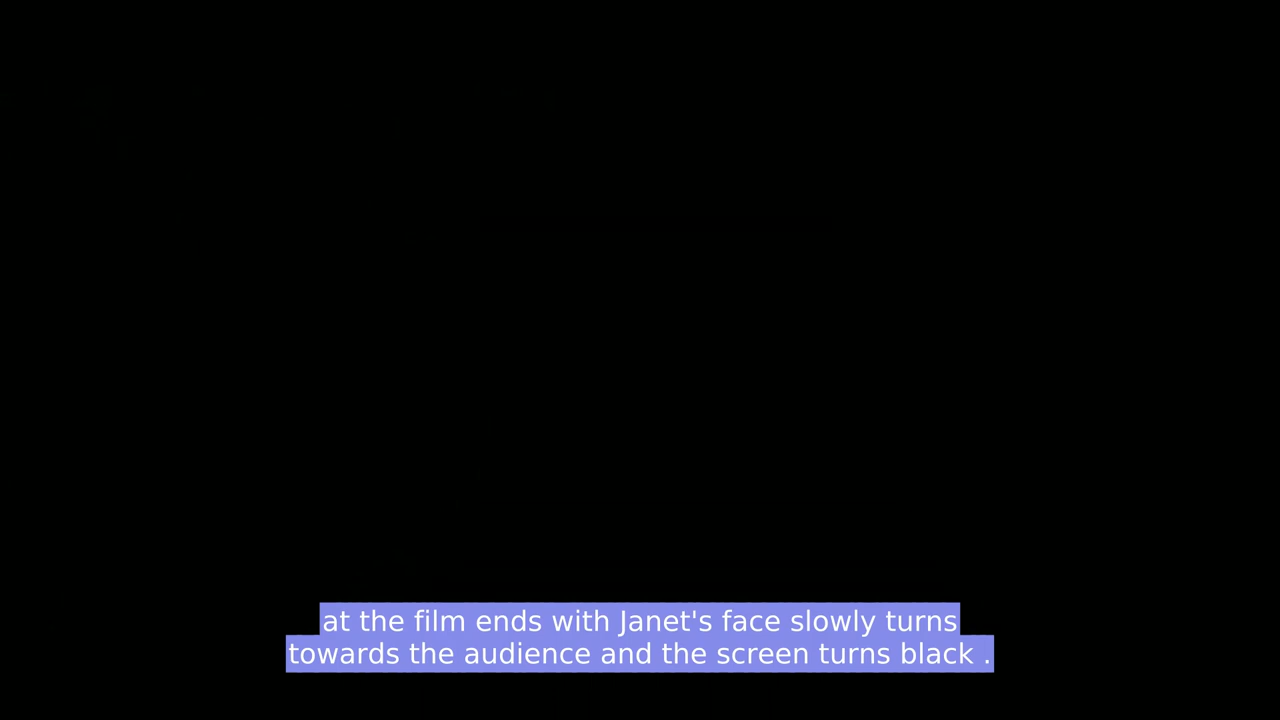 at the film ends with Janet's face slowly turns
towards the audience and the screen turns black .